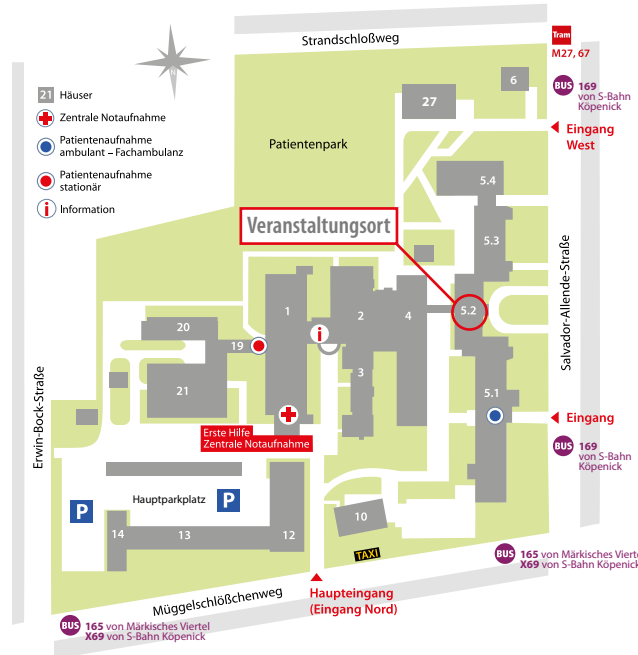 Strandschloßweg
Tram
M27, 67
N
6
BUS 169
von S-Bahn
Köpenick
21 Häuser
Zentrale Notaufnahme
Patientenaufnahme
ambulant – Fachambulanz
Patientenaufnahme
stationär
i Information
27
Eingang
West
Patientenpark
5.4
Veranstaltungsort
5.3
Salvador-Allende-Straße
1
2
4
5.2
20
19
i
21
3
5.1
Erwin-Bock-Straße
Eingang
Erste Hilfe
Zentrale Notaufnahme
BUS 169
von S-Bahn
Köpenick
Hauptparkplatz
P
P
10
14
13
12
TAXI
BUS 165 von Märkisches Viertel
X69 von S-Bahn Köpenick
Haupteingang
(Eingang Nord)
Müggelschlößchenweg
BUS 165 von Märkisches Viertel
X69 von S-Bahn Köpenick